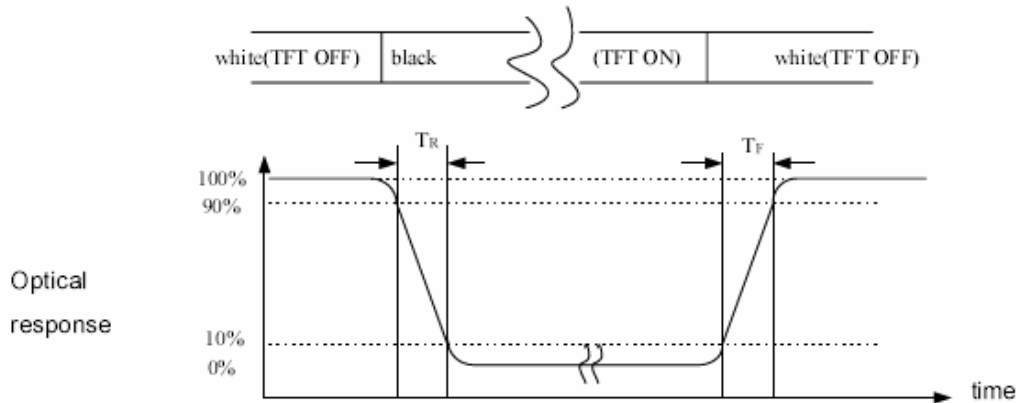 white(TFT OFF) black (TFT ON) white(TFT OFF)
TR TF
100%
90%
Optical
response
10%
0%
time